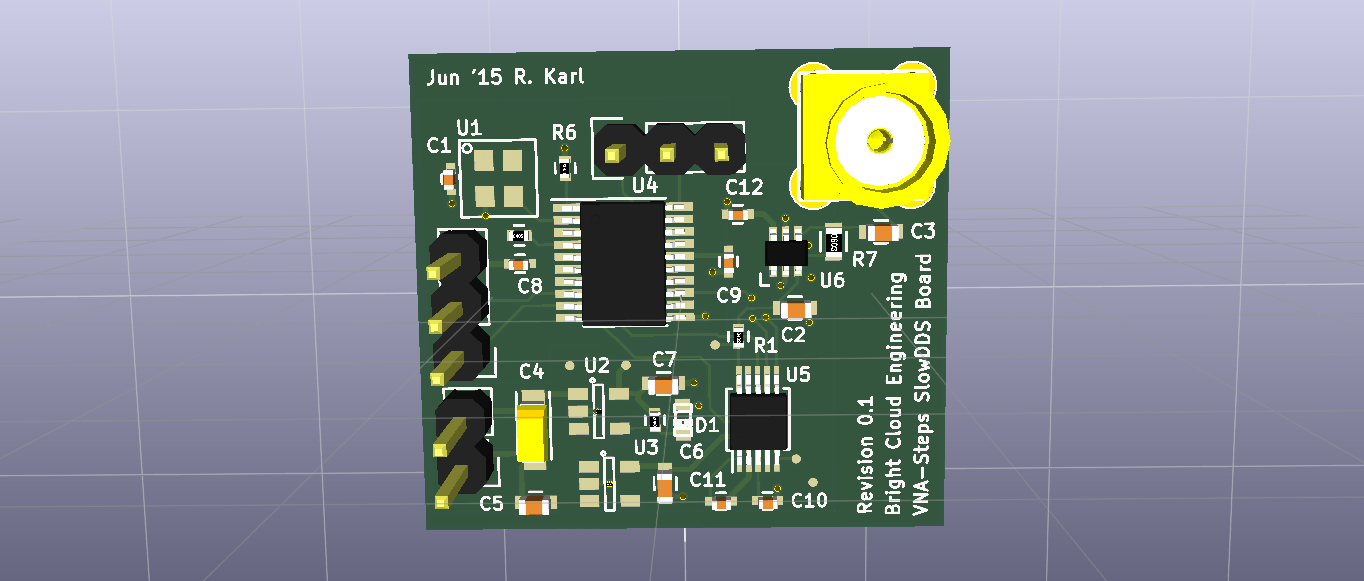 Jun '15 R. Karl
U1
C1
R6
U4
C12
C3
R7
U6
L
C9
C8
C2
R1
U5
C7
U2
C4
D1
C6
U3
C11
C10
C5
Revision 0.1
Bright Cloud Engineering
VNA-Steps SlowDDS Board